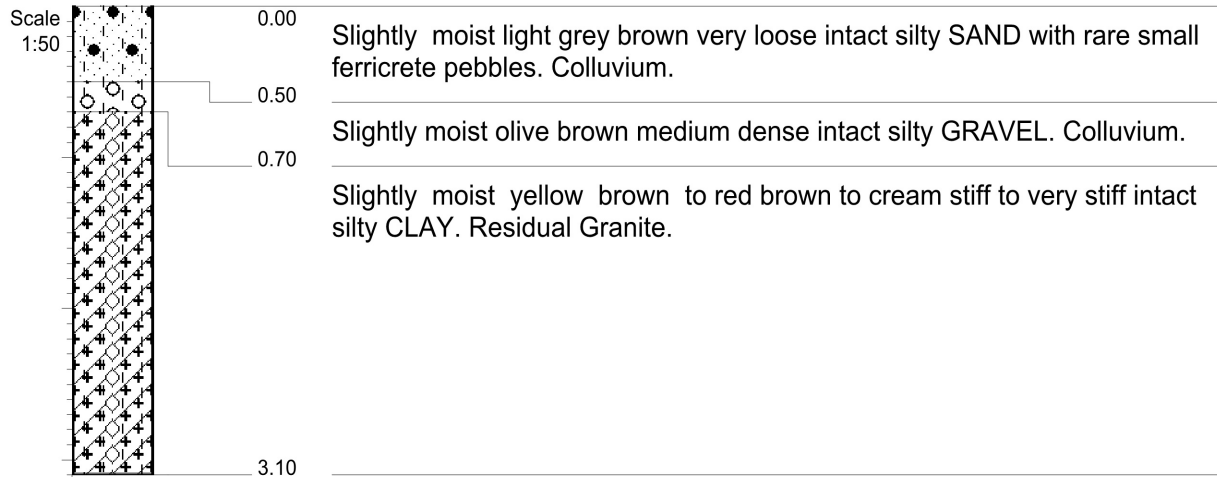 Scale
1:50
0.00
Slightly moist light grey brown very loose intact silty SAND with rare small
ferricrete pebbles. Colluvium.
0.50
Slightly moist olive brown medium dense intact silty GRAVEL. Colluvium.
0.70
Slightly moist yellow brown to red brown to cream stiff to very stiff intact
silty CLAY. Residual Granite.
3.10